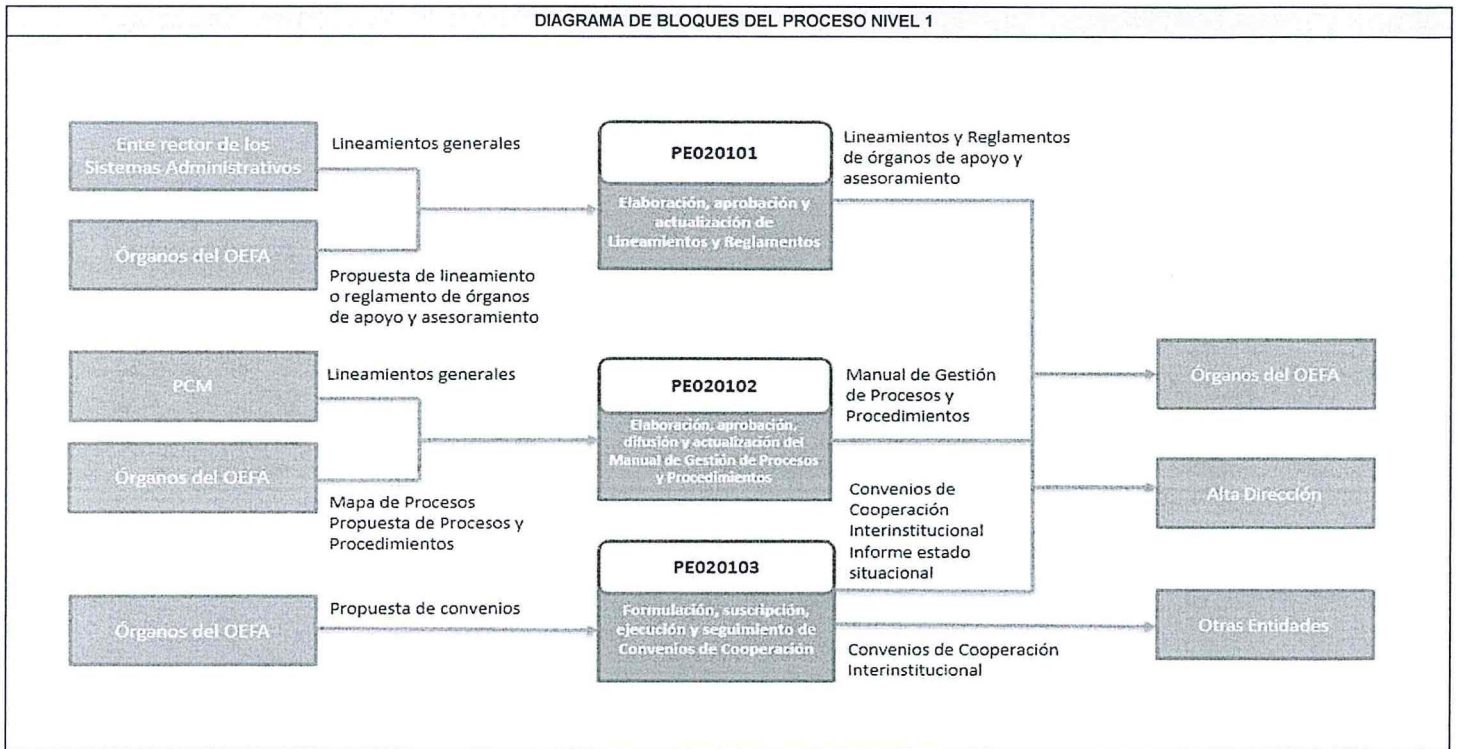 DIAGRAMA DE BLOQUES DEL PROCESO NIVEL 1
Ente rector de los
Sistemas Administrativos
Lineamientos generales
Órganos del OEFA
Propuesta de lineamiento
o reglamento de órganos
de apoyo y asesoramiento
PE020101
Elaboración, aprobación y
actualización de
Lineamientos y Reglamentos
Lineamientos y Reglamentos
de órganos de apoyo y
asesoramiento
PCM
Lineamientos generales
Órganos del OEFA
Mapa de Procesos
Propuesta de Procesos y
Procedimientos
PE020102
Elaboración, aprobación,
difusión y actualización del
Manual de Gestión de Procesos
y Procedimientos
Manual de Gestión
de Procesos y
Procedimientos
Órganos del OEFA
Propuesta de convenios
PE020103
Formulación, suscripción,
ejecución y seguimiento de
Convenios de Cooperación
Convenios de
Cooperación
Interinstitucional
Informe estado
situacional
Convenios de Cooperación
Interinstitucional
Órganos del OEFA
Alta Dirección
Otras Entidades